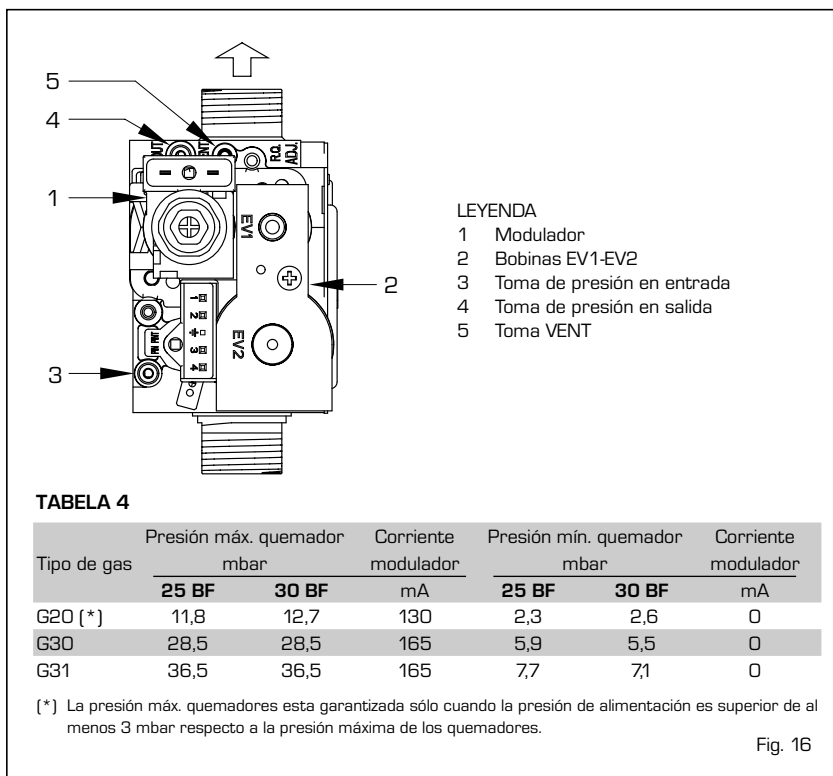 5
4
1
2
3
OUT
VENT
R.Q.
ADJ.
EV1
EV2
1
2
3
4
LEYENDA
1 Modulador
2 Bobinas EV1-EV2
3 Toma de presión en entrada
4 Toma de presión en salida
5 Toma VENT
TABELA 4
Presión máx. quemador Corriente Presión mín. quemador Corriente
Tipo de gas mbar modulador mbar modulador
25 BF 30 BF mA 25 BF 30 BF mA
G20 (*) 11,8 12,7 130 2,3 2,6 0
G30 28,5 28,5 165 5,9 5,5 0
G31 36,5 36,5 165 7,7 7,1 0
(*) La presión máx. quemadores esta garantizada sólo cuando la presión de alimentación es superior de al
menos 3 mbar respecto a la presión máxima de los quemadores.
Fig. 16